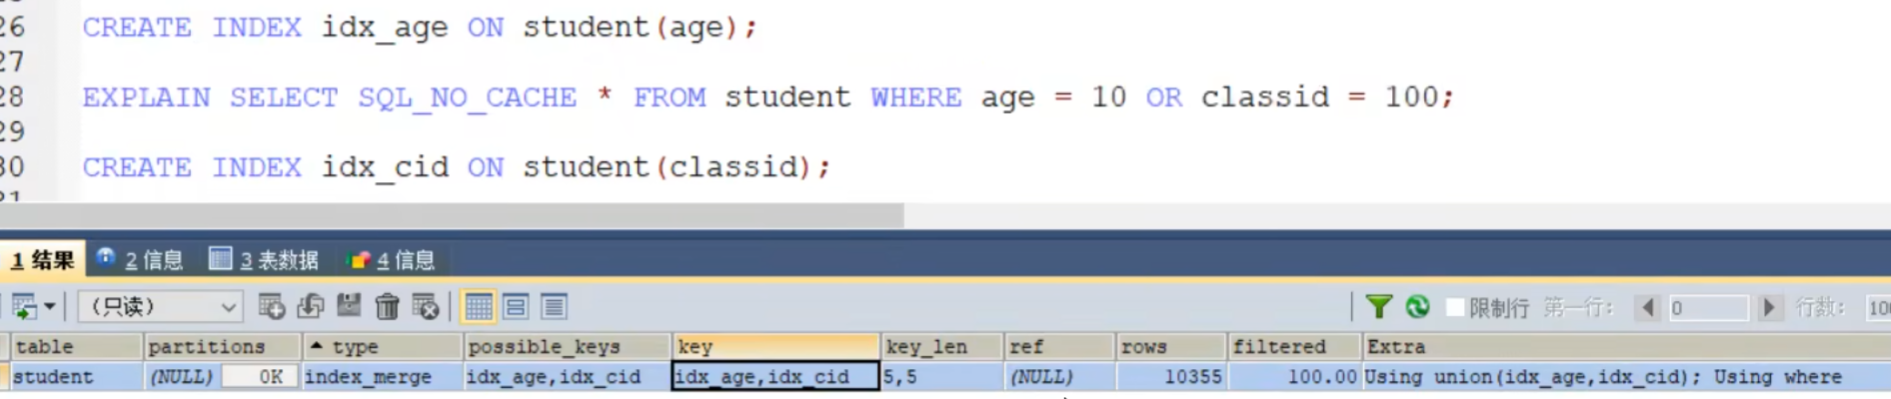 26 CREATE INDEX idx_age ON student(age);
27
28 EXPLAIN SELECT SQL_NO_CACHE * FROM student WHERE age = 10 OR classid = 100;
29
30 CREATE INDEX idx_cid ON student(classid);
31
1 结果 2 信息 3 表数据 4 信息
（只读） 限制行 第一行: 0 行数:
table partitions type possible_keys key key_len ref rows filtered Extra
student (NULL) 0K index_merge idx_age,idx_cid idx_age,idx_cid 5,5 (NULL) 10355 100.00 Using union(idx_age,idx_cid); Using where